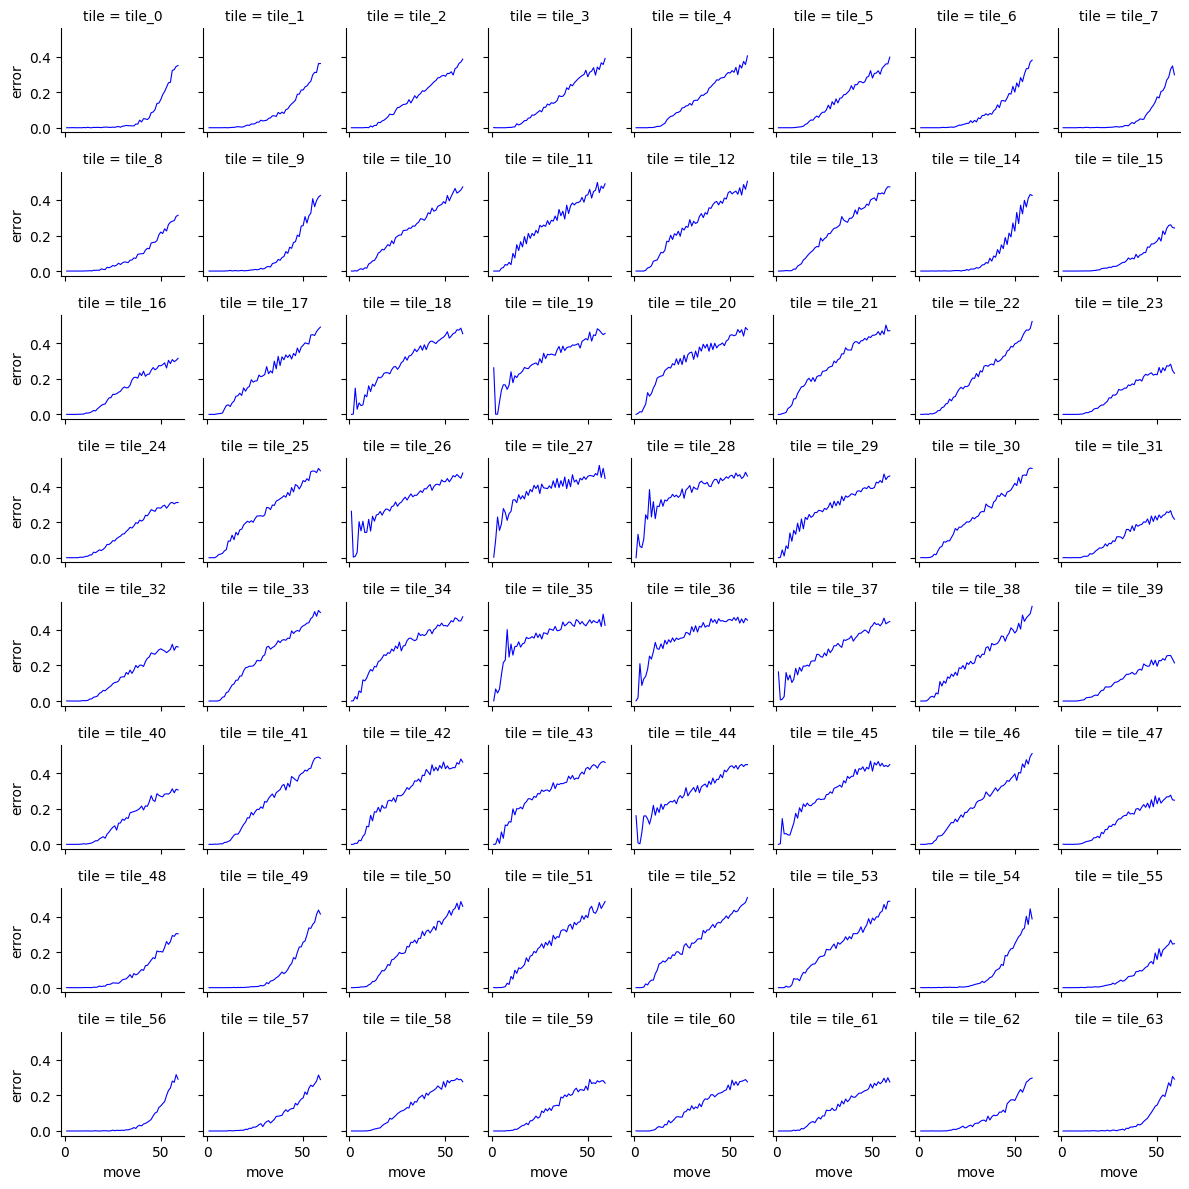 tile = tile_0 tile = tile_1 tile = tile_2 tile = tile_3 tile = tile_4 tile = tile_5 tile = tile_6 tile = tile_7
error
0.4
0.2
0.0
tile = tile_8 tile = tile_9 tile = tile_10 tile = tile_11 tile = tile_12 tile = tile_13 tile = tile_14 tile = tile_15
error
0.4
0.2
0.0
tile = tile_16 tile = tile_17 tile = tile_18 tile = tile_19 tile = tile_20 tile = tile_21 tile = tile_22 tile = tile_23
error
0.4
0.2
0.0
tile = tile_24 tile = tile_25 tile = tile_26 tile = tile_27 tile = tile_28 tile = tile_29 tile = tile_30 tile = tile_31
error
0.4
0.2
0.0
tile = tile_32 tile = tile_33 tile = tile_34 tile = tile_35 tile = tile_36 tile = tile_37 tile = tile_38 tile = tile_39
error
0.4
0.2
0.0
tile = tile_40 tile = tile_41 tile = tile_42 tile = tile_43 tile = tile_44 tile = tile_45 tile = tile_46 tile = tile_47
error
0.4
0.2
0.0
tile = tile_48 tile = tile_49 tile = tile_50 tile = tile_51 tile = tile_52 tile = tile_53 tile = tile_54 tile = tile_55
error
0.4
0.2
0.0
tile = tile_56 tile = tile_57 tile = tile_58 tile = tile_59 tile = tile_60 tile = tile_61 tile = tile_62 tile = tile_63
error
0.4
0.2
0.0
0 50 0 50 0 50 0 50 0 50 0 50 0 50 0 50
move move move move move move move move